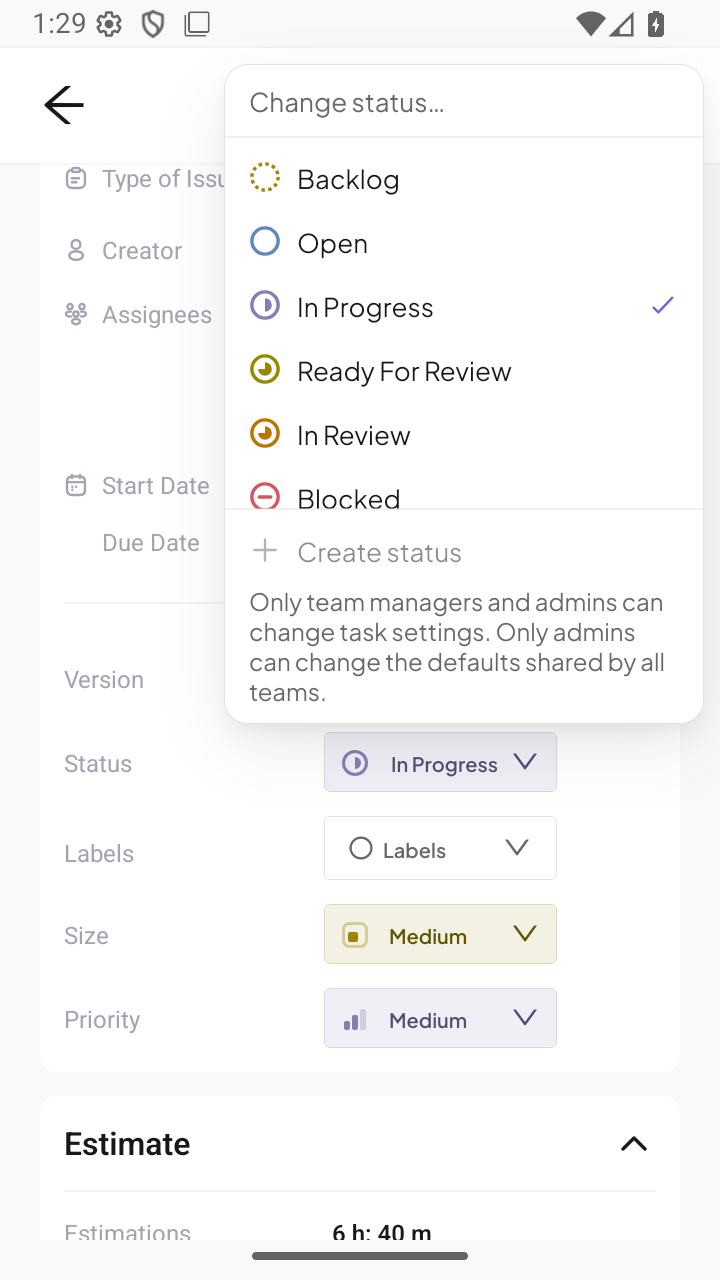 1:29
Change status...
Type of Issu
Backlog
Creator
Open
Assignees
In Progress
Ready For Review
In Review
Start Date
Blocked
Due Date
Create status
Only team managers and admins can
change task settings. Only admins
can change the defaults shared by all
teams.
Version
Status
In Progress
Labels
Labels
Size
Medium
Priority
Medium
Estimate
Estimations
6 h: 40 m